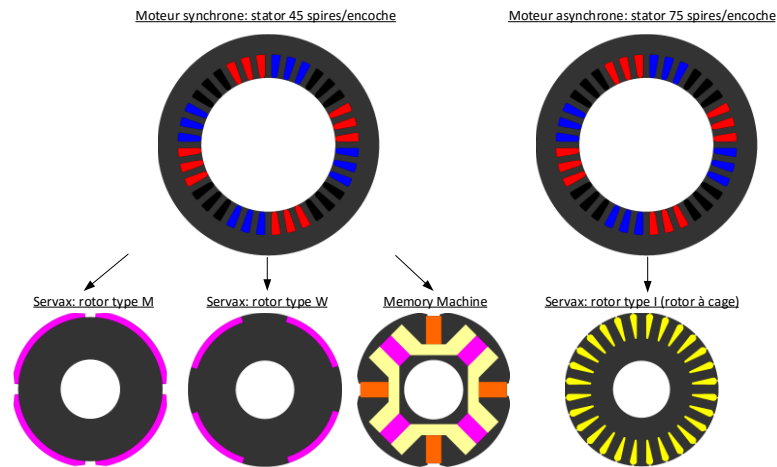 Moteur synchrone: stator 45 spires/encoche
Moteur asynchrone: stator 75 spires/encoche
Servax: rotor type M
Servax: rotor type W
Memory Machine
Servax: rotor type I (rotor à cage)